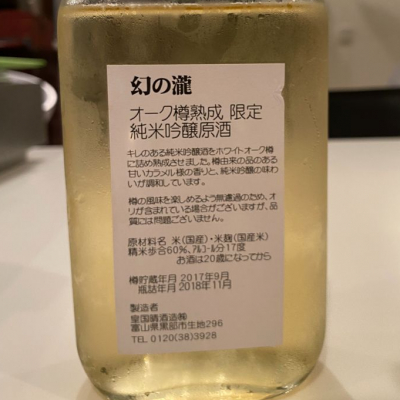 幻の瀧
オーク樽熟成 限定
純米吟醸原酒
キレのある純米吟醸酒をホワイトオーク樽
に詰め熟成させました。樽由来の品のある
甘いカラメル様の香りと、純米吟醸の味わ
いが調和しています。
樽の風味を楽しめるよう無濾過のため、オ
リが含まれている場合がございますが、品
質には問題ございません。
原材料名 米(国産)・米麹(国産米)
精米歩合60%、アルコール分17度
お酒は20歳になってから
樽貯蔵年月 2017年9月
瓶詰年月 2018年11月
製造者
皇国晴酒造㈱
富山県黒部市生地296
TEL 0120(38)3928